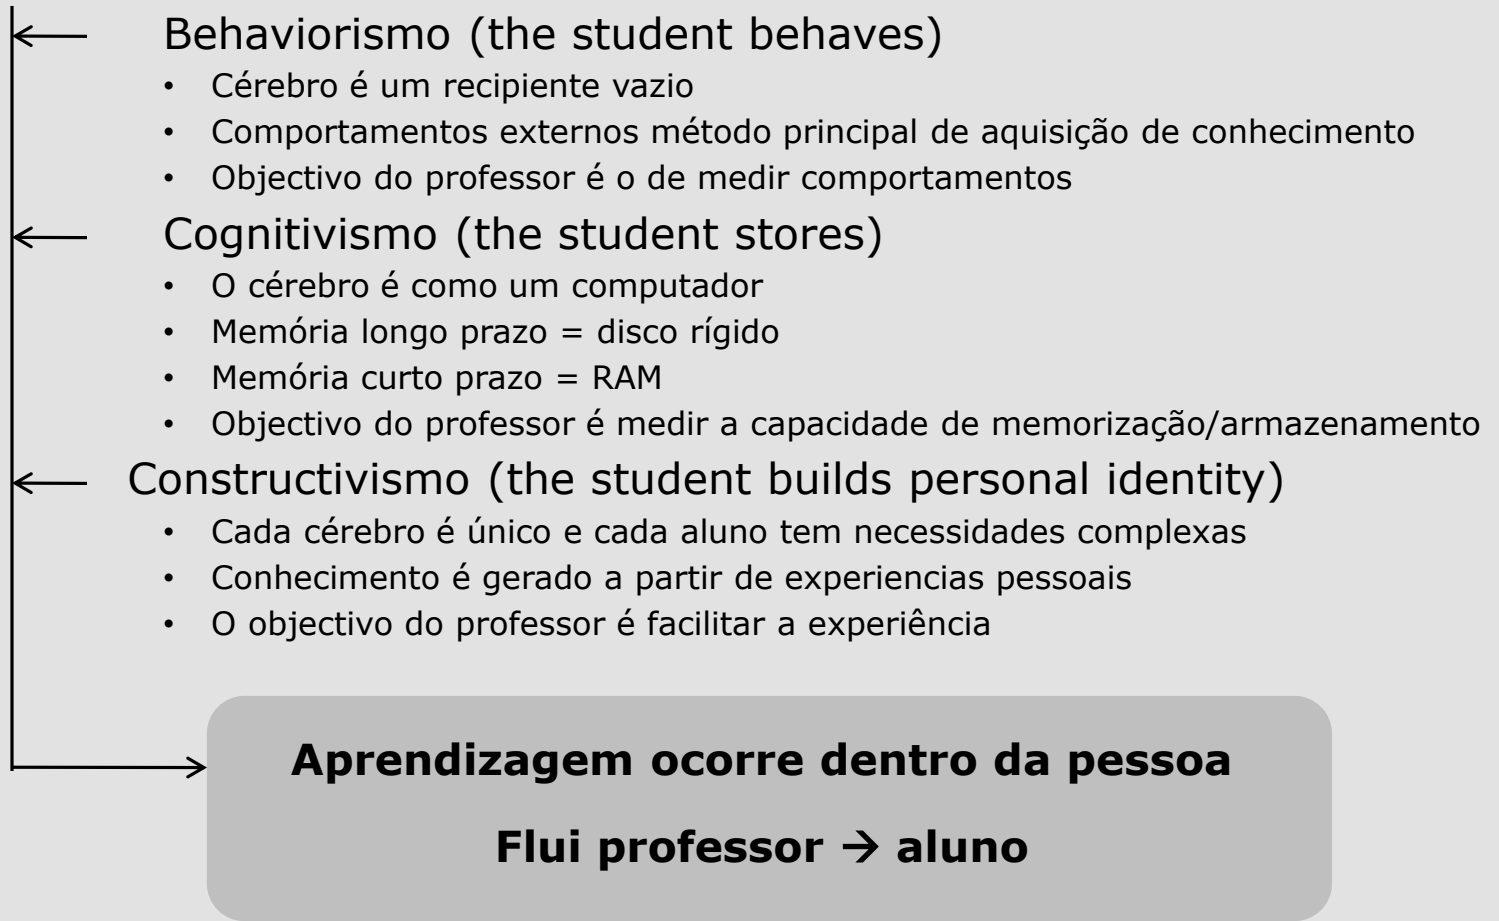 Behaviorismo (the student behaves)
• Cérebro é um recipiente vazio
• Comportamentos externos método principal de aquisição de conhecimento
• Objectivo do professor é o de medir comportamentos
Cognitivismo (the student stores)
• O cérebro é como um computador
• Memória longo prazo = disco rígido
• Memória curto prazo = RAM
• Objectivo do professor é medir a capacidade de memorização/armazenamento
Constructivismo (the student builds personal identity)
• Cada cérebro é único e cada aluno tem necessidades complexas
• Conhecimento é gerado a partir de experiencias pessoais
• O objectivo do professor é facilitar a experiência
Aprendizagem ocorre dentro da pessoa
Flui professor → aluno